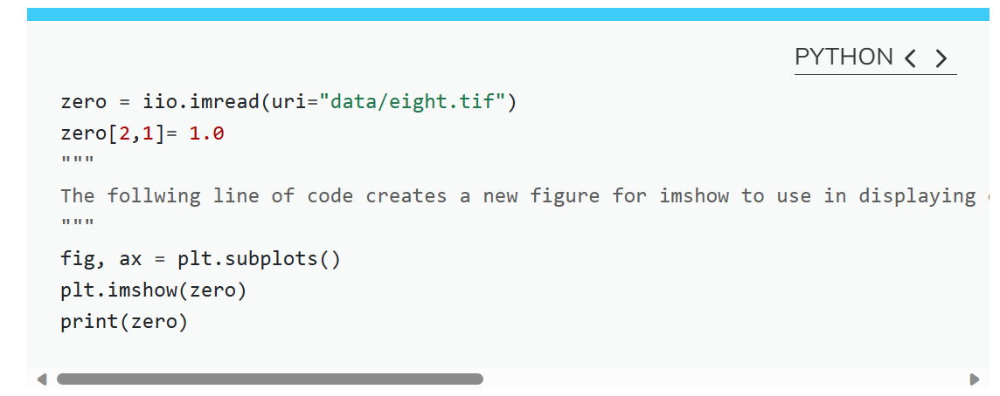 PYTHON < >
zero = iio.imread(uri="data/eight.tif")
zero[2,1]= 1.0
"""
The follwing line of code creates a new figure for imshow to use in displaying
"""
fig, ax = plt.subplots()
plt.imshow(zero)
print(zero)